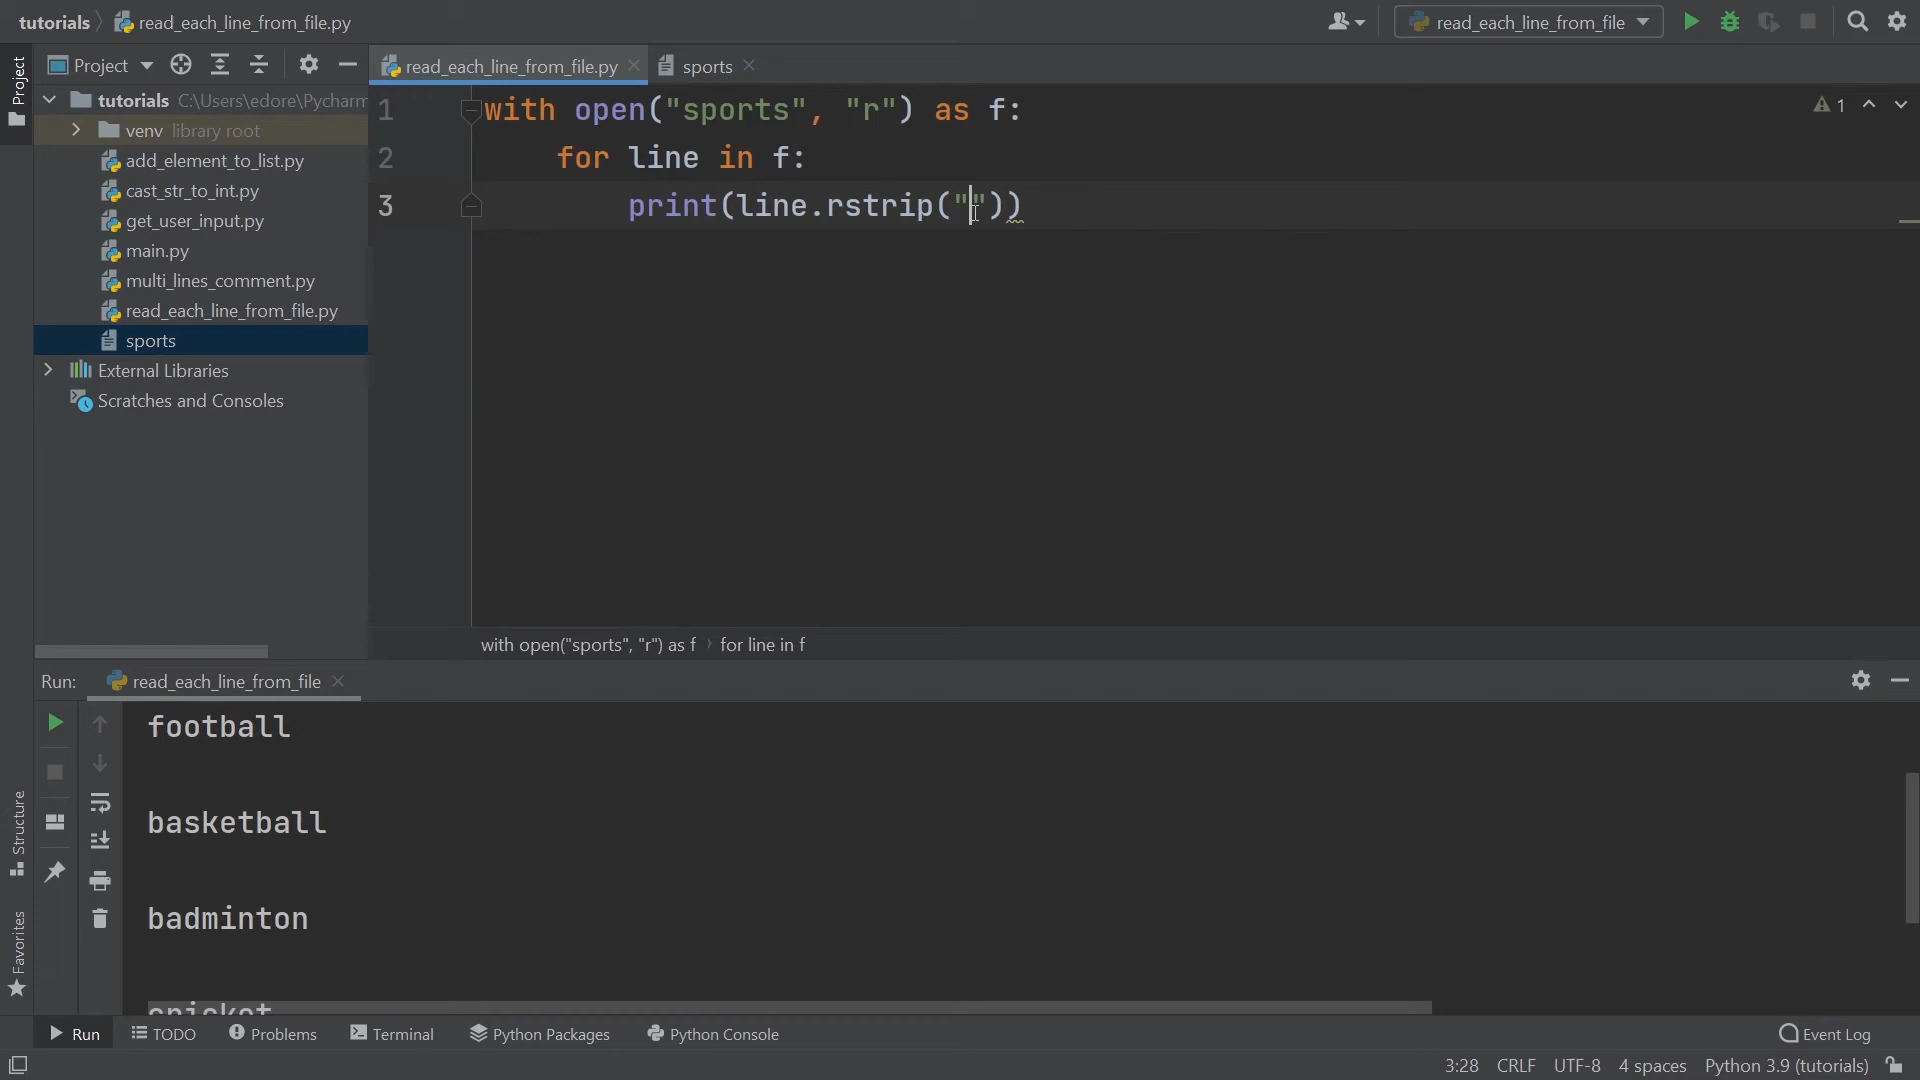 tutorials read_each_line_from_file.py read_each_line_from_file
Project
Project
read_each_line_from_file.py sports
tutorials C:\Users\edore\Pycharm
venv library root
add_element_to_list.py
cast_str_to_int.py
get_user_input.py
main.py
multi_lines_comment.py
read_each_line_from_file.py
sports
External Libraries
Scratches and Consoles
1 with open("sports", "r") as f:
2 for line in f:
3 print(line.rstrip(""))
1
with open("sports", "r") as f › for line in f
Run: read_each_line_from_file
football
basketball
badminton
cricket
Structure
Favorites
Run TODO Problems Terminal Python Packages Python Console Event Log
3:28 CRLF UTF-8 4 spaces Python 3.9 (tutorials)